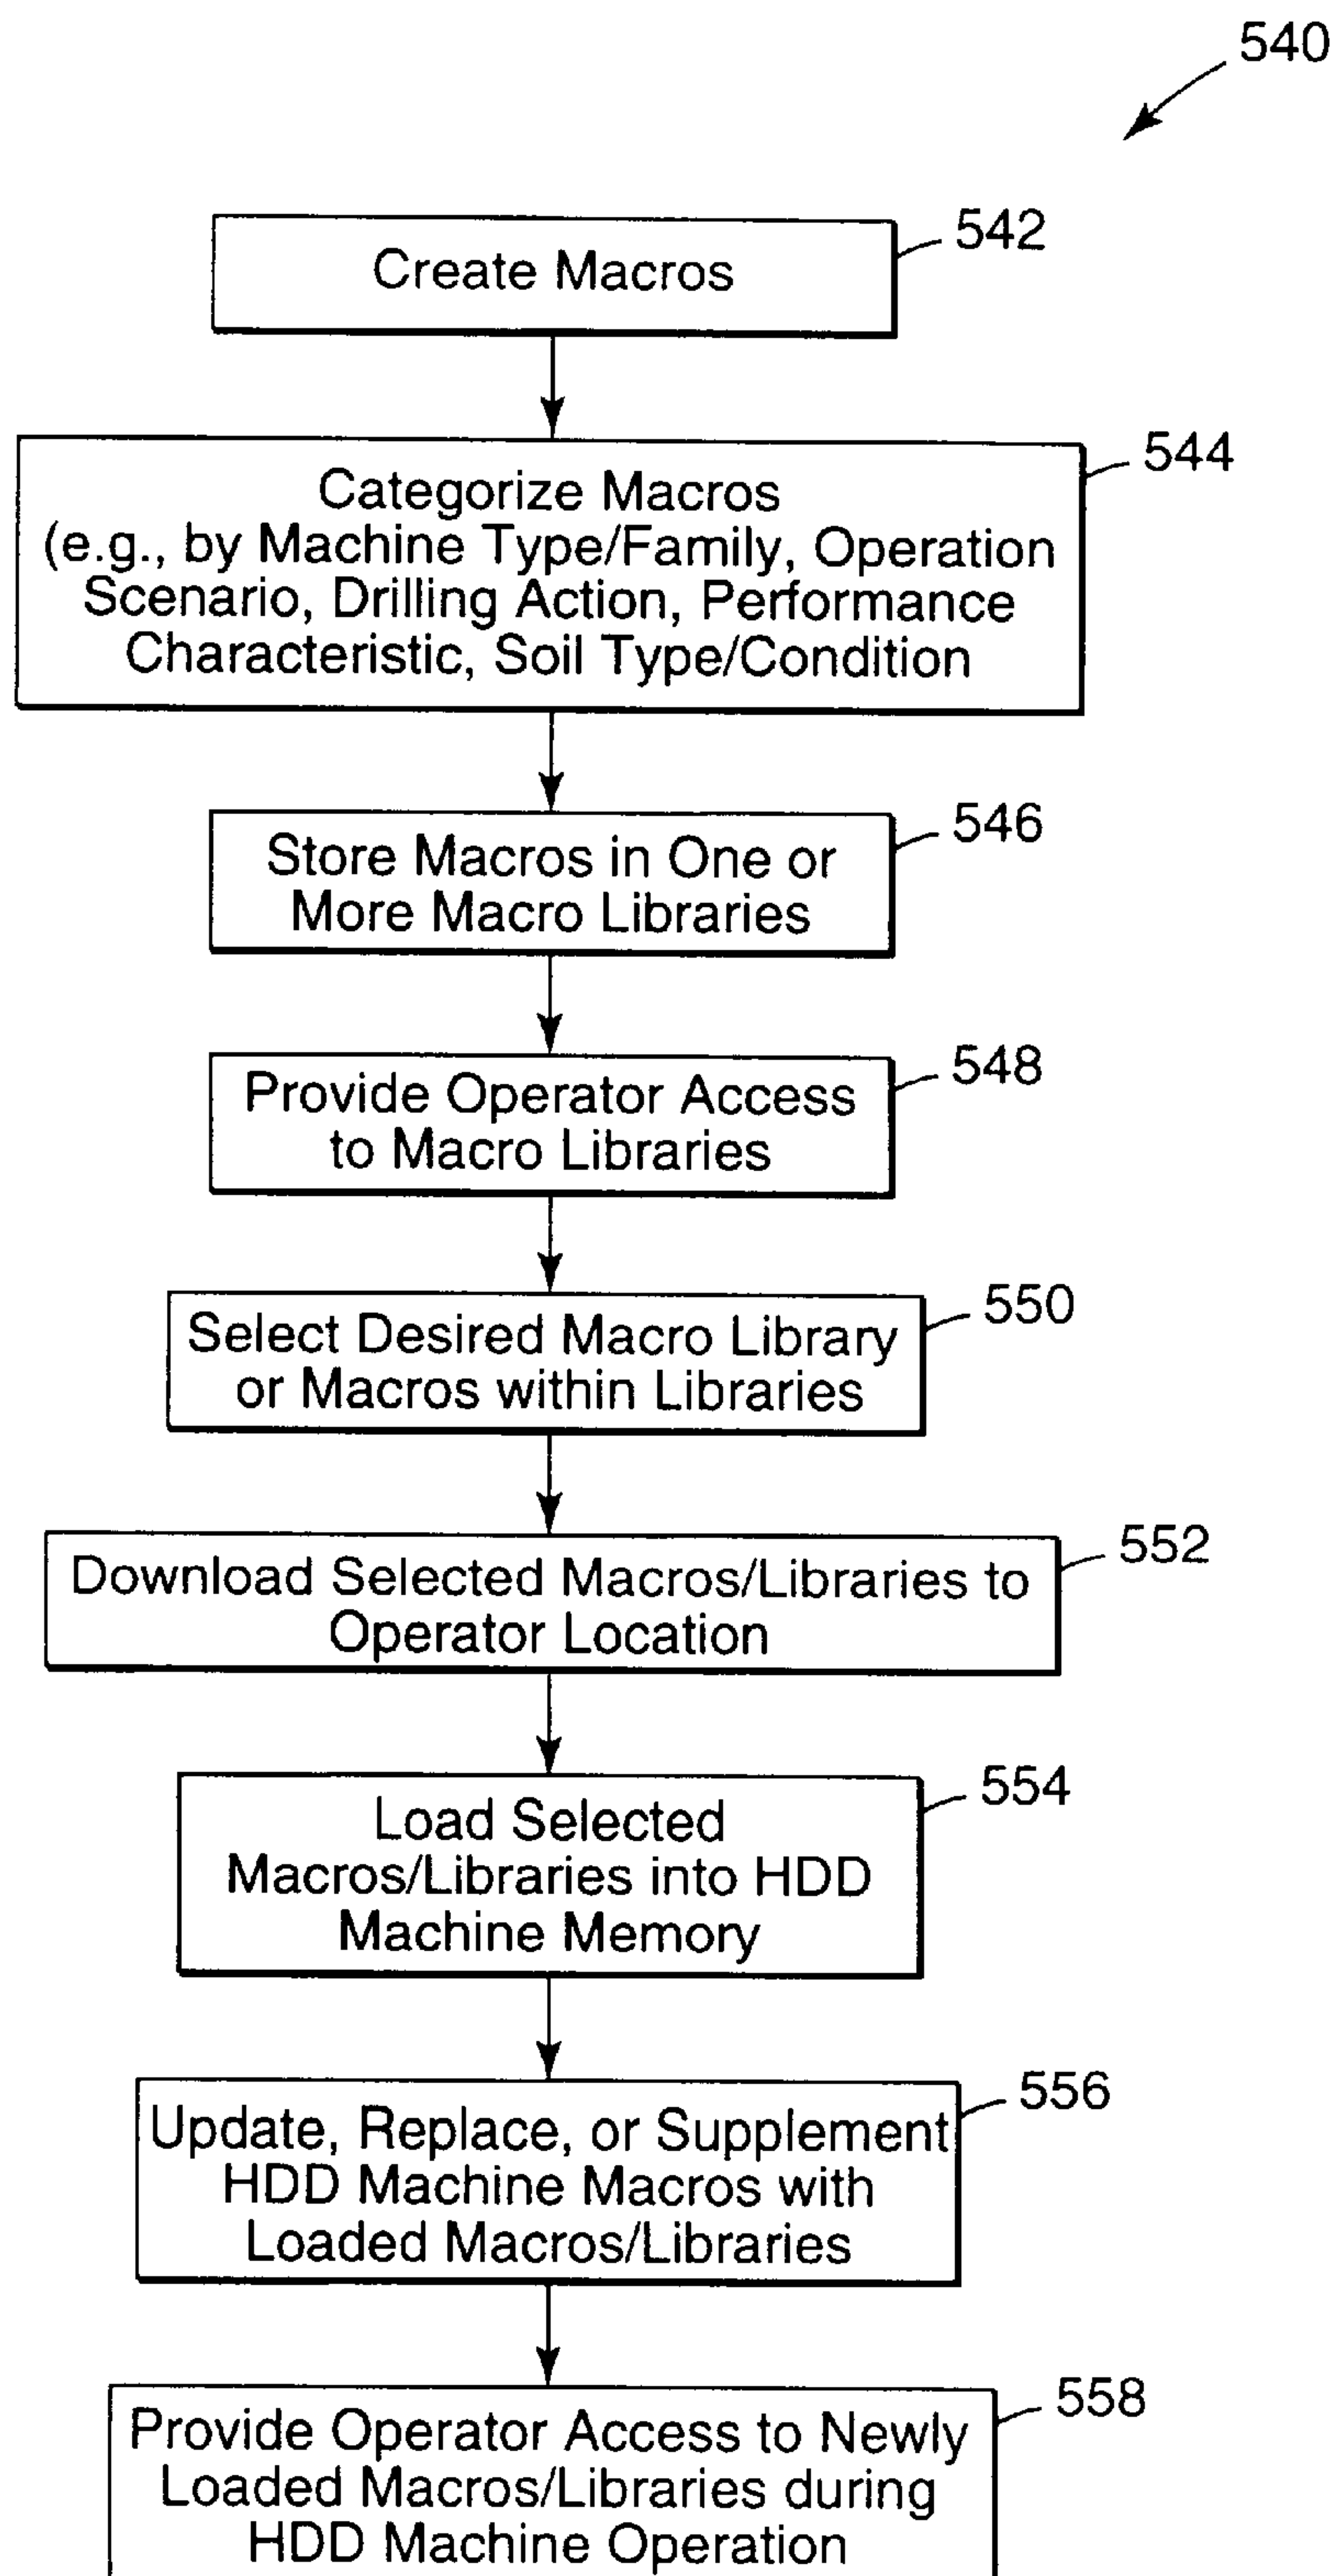 540
542
Create Macros
544
Categorize Macros
(e.g., by Machine Type/Family, Operation
Scenario, Drilling Action, Performance
Characteristic, Soil Type/Condition
546
Store Macros in One or
More Macro Libraries
548
Provide Operator Access
to Macro Libraries
550
Select Desired Macro Library
or Macros within Libraries
552
Download Selected Macros/Libraries to
Operator Location
554
Load Selected
Macros/Libraries into HDD
Machine Memory
556
Update, Replace, or Supplement
HDD Machine Macros with
Loaded Macros/Libraries
558
Provide Operator Access to Newly
Loaded Macros/Libraries during
HDD Machine Operation